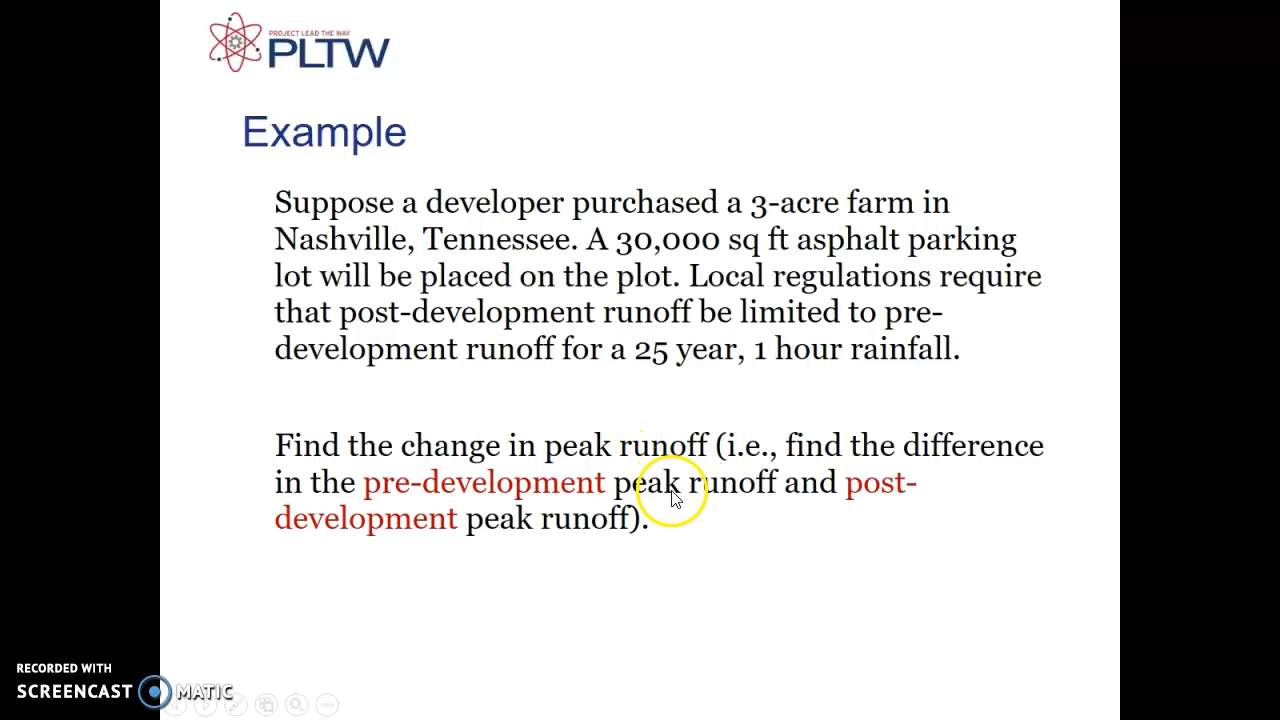 PROJECT LEAD THE WAY
PLTW
Example
Suppose a developer purchased a 3-acre farm in
Nashville, Tennessee. A 30,000 sq ft asphalt parking
lot will be placed on the plot. Local regulations require
that post-development runoff be limited to pre-
development runoff for a 25 year, 1 hour rainfall.
Find the change in peak runoff (i.e., find the difference
in the pre-development peak runoff and post-
development peak runoff).
RECORDED WITH
SCREENCAST MATIC